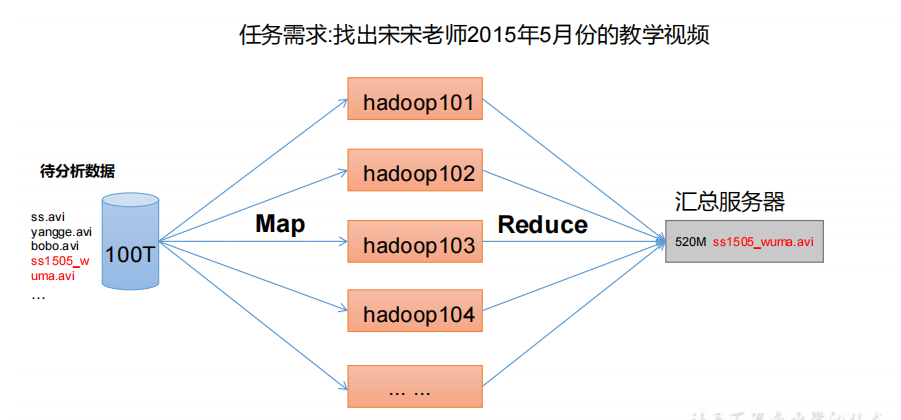 任务需求:找出宋宋老师2015年5月份的教学视频
待分析数据
ss.avi
yangge.avi
bobo.avi
ss1505_w
uma.avi
...
100T
Map
hadoop101
hadoop102
hadoop103
hadoop104
... ...
Reduce
汇总服务器
520M ss1505_wuma.avi